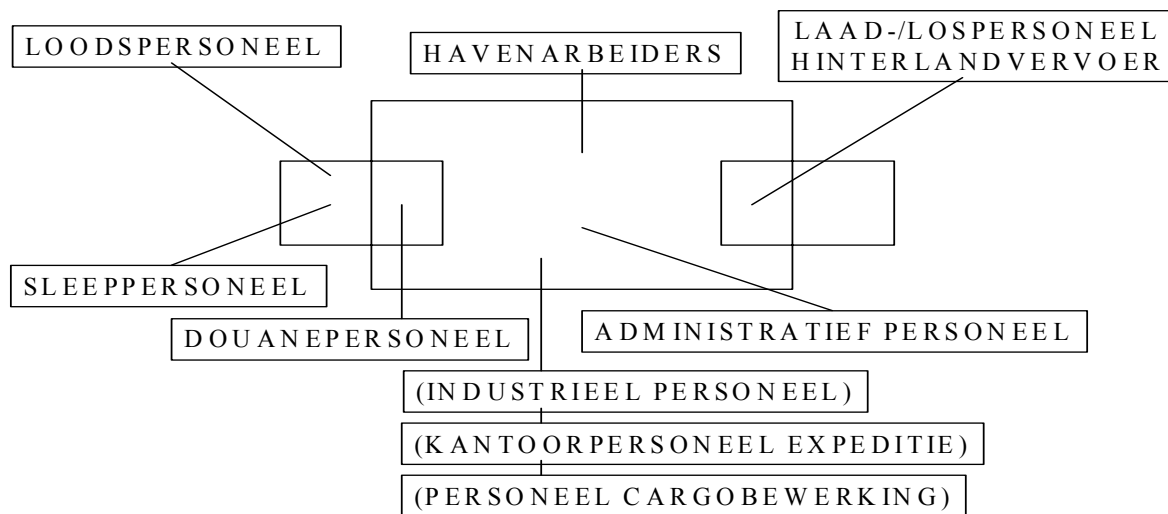 LOODSPERSONEEL
HAVENARBEIDERS
LAAD-/LOSPERSONEEL
HINTERLANDVERVOER
SLEEPPERSONEEL
DOUANEPERSONEEL
ADMINISTRATIEF PERSONEEL
(INDUSTRIEEL PERSONEEL)
(KANTOORPERSONEEL EXPEDITIE)
(PERSONEEL CARGOBEWERKING)